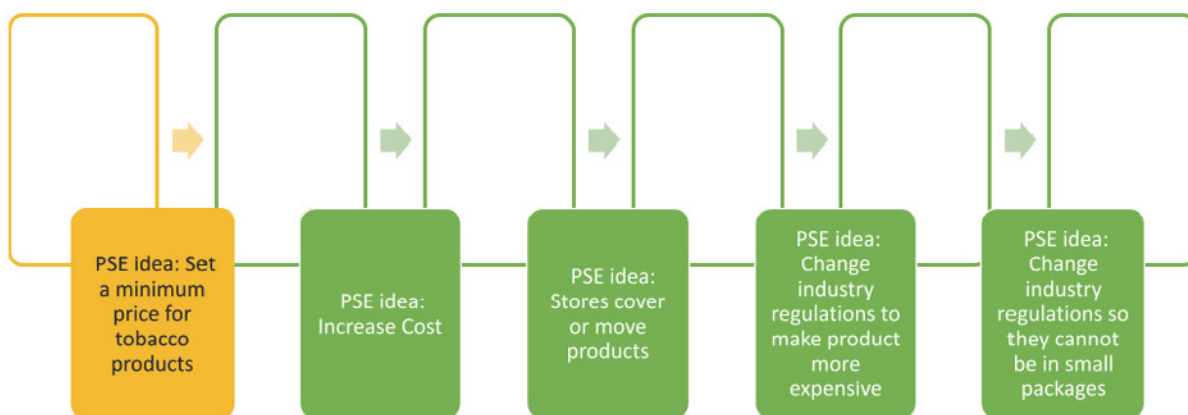 PSE idea: Set
a minimum
price for
tobacco
products
PSE idea:
Increase Cost
PSE idea:
Stores cover
or move
products
PSE idea:
Change
industry
regulations to
make product
more
expensive
PSE idea:
Change
industry
regulations so
they cannot
be in small
packages